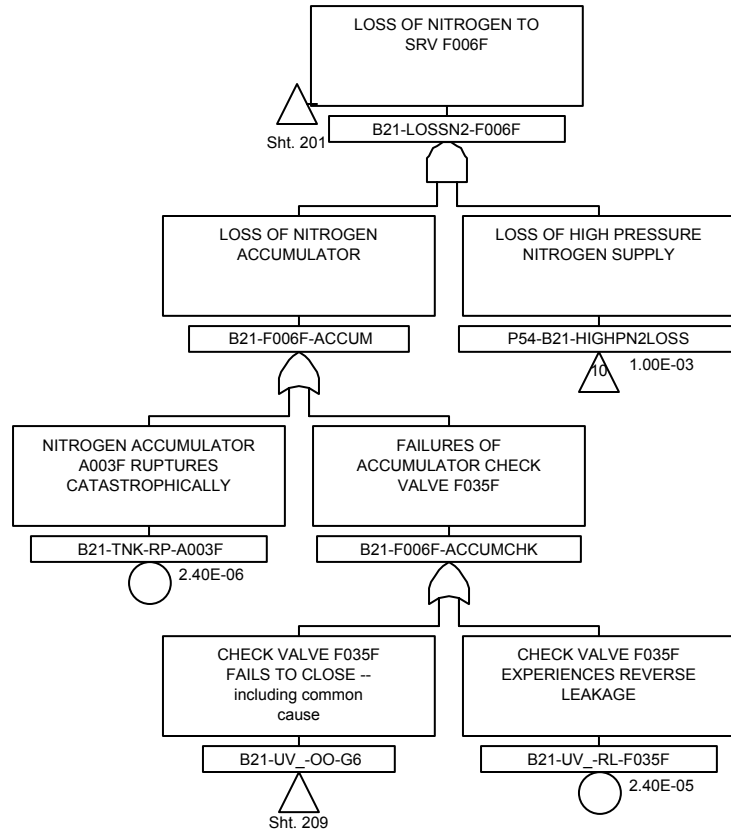 LOSS OF NITROGEN TO
SRV F006F
Sht. 201
B21-LOSSN2-F006F
LOSS OF NITROGEN
ACCUMULATOR
B21-F006F-ACCUM
LOSS OF HIGH PRESSURE
NITROGEN SUPPLY
P54-B21-HIGHPN2LOSS
10
1.00E-03
NITROGEN ACCUMULATOR
A003F RUPTURES
CATASTROPHICALLY
B21-TNK-RP-A003F
2.40E-06
FAILURES OF
ACCUMULATOR CHECK
VALVE F035F
B21-F006F-ACCUMCHK
CHECK VALVE F035F
FAILS TO CLOSE --
including common
cause
B21-UV_-OO-G6
Sht. 209
CHECK VALVE F035F
EXPERIENCES REVERSE
LEAKAGE
B21-UV_-RL-F035F
2.40E-05